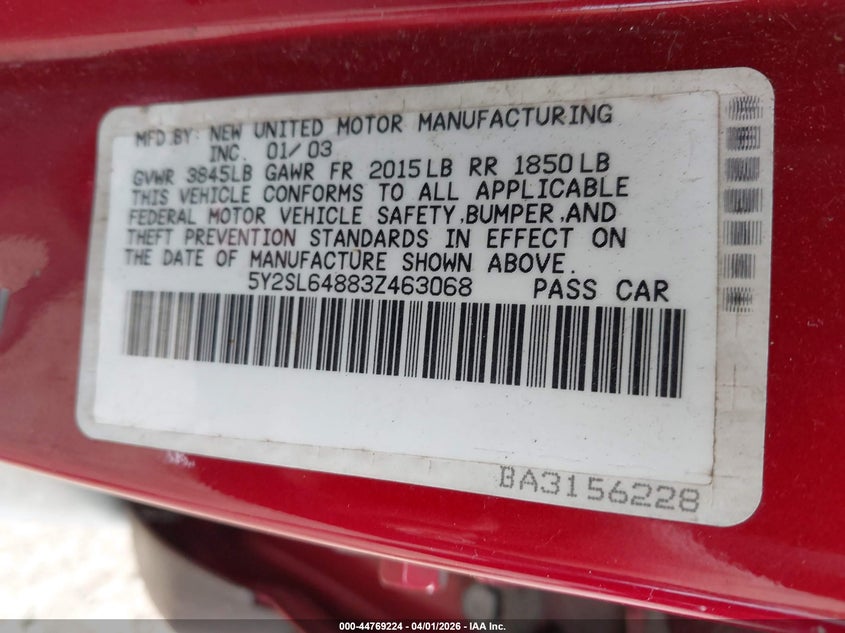 MFD.BY: NEW UNITED MOTOR MANUFACTURING
INC. 01/03
GVWR 3845LB GAWR FR 2015LB RR 1850LB
THIS VEHICLE CONFORMS TO ALL APPLICABLE
FEDERAL MOTOR VEHICLE SAFETY,BUMPER,AND
THEFT PREVENTION STANDARDS IN EFFECT ON
THE DATE OF MANUFACTURE SHOWN ABOVE.
5Y2SL64883Z463068 PASS CAR
BA3156228
000-44769224 - 04/01/2026 - IAA Inc.